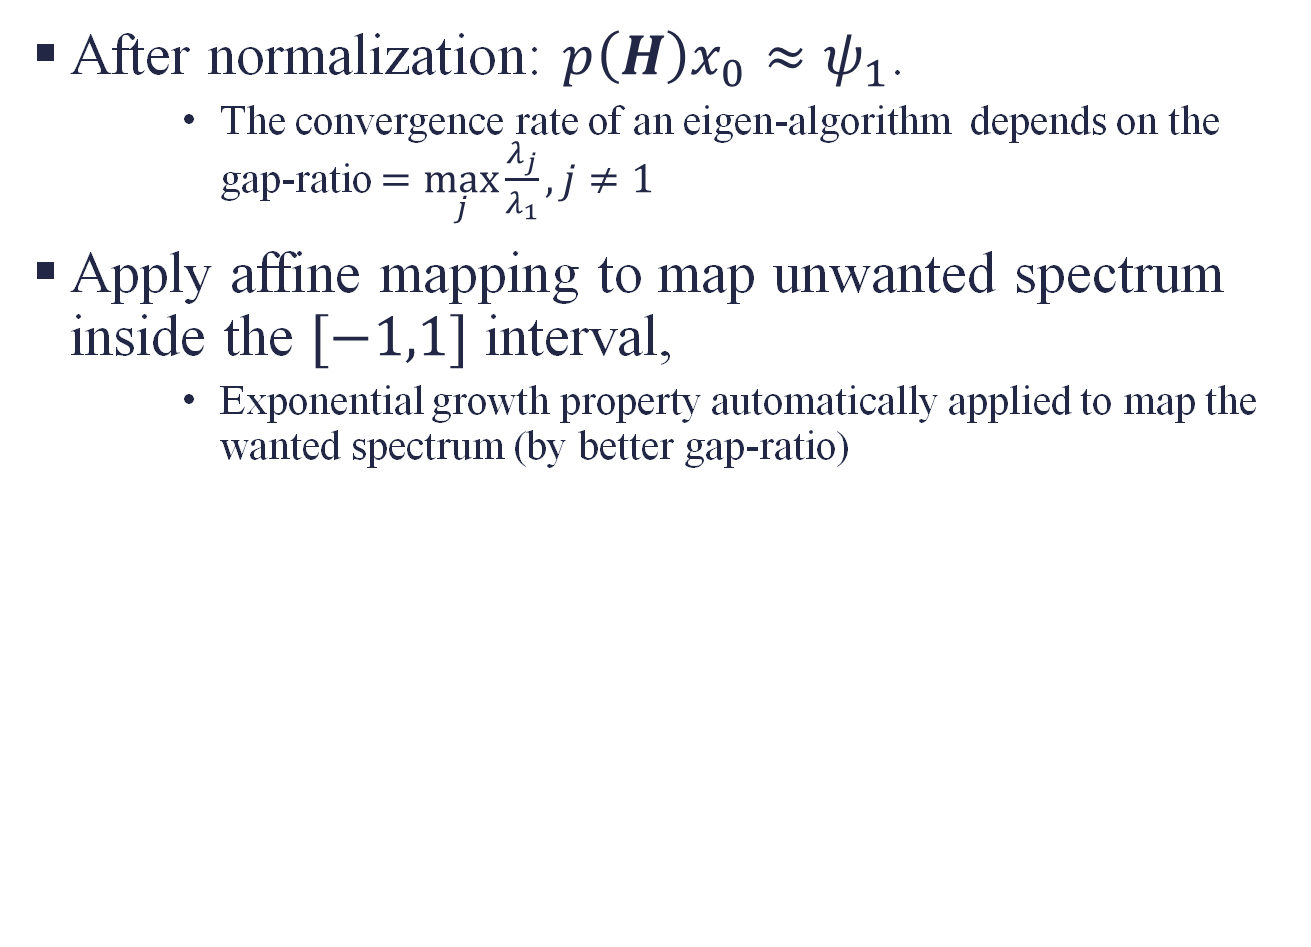 ▪ After normalization: p(H)x₀ ≈ ψ₁.
• The convergence rate of an eigen-algorithm depends on the
gap-ratio = max_j λ_j/λ₁, j ≠ 1
▪ Apply affine mapping to map unwanted spectrum
inside the [−1,1] interval,
• Exponential growth property automatically applied to map the
wanted spectrum (by better gap-ratio)